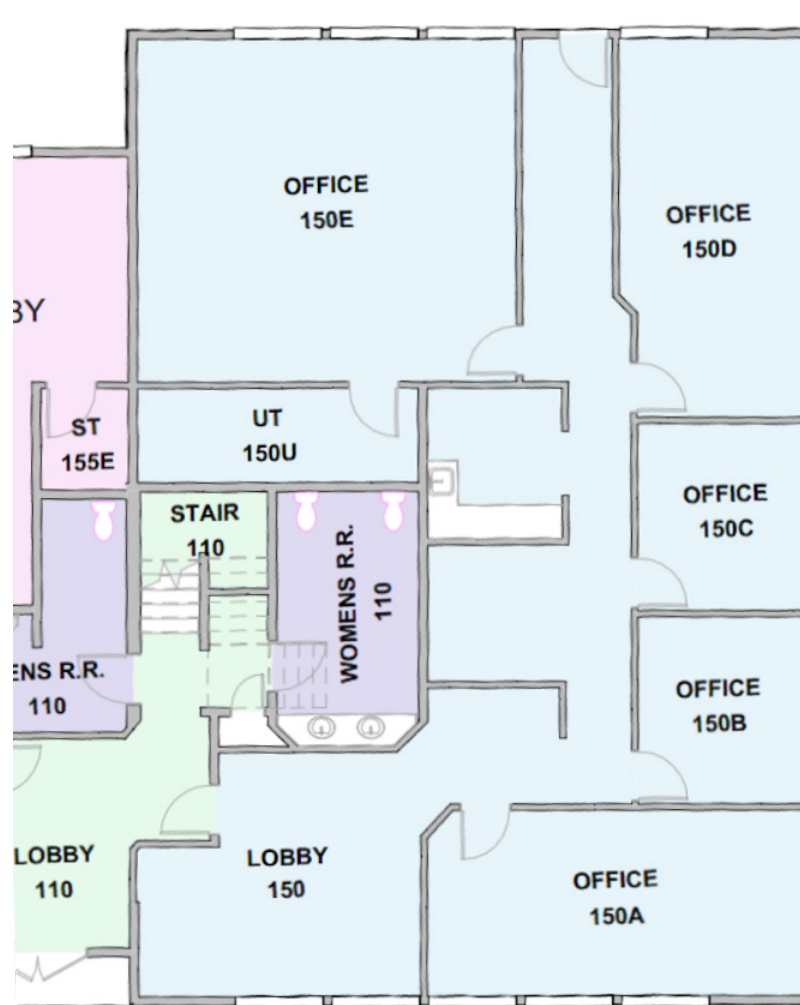 OFFICE
150E
OFFICE
150D
BY
ST
155E
UT
150U
STAIR
110
WOMENS R.R.
110
OFFICE
150C
ENS R.R.
110
OFFICE
150B
LOBBY
110
LOBBY
150
OFFICE
150A